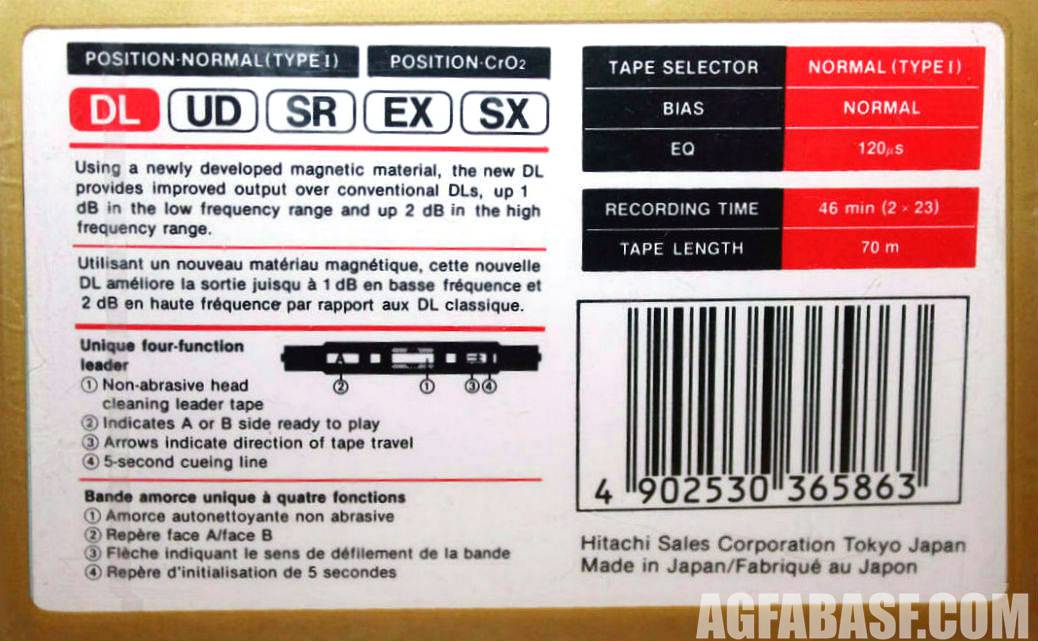 POSITION·NORMAL(TYPE I)
POSITION·CrO2
DL UD SR EX SX
Using a newly developed magnetic material, the new DL
provides improved output over conventional DLs, up 1
dB in the low frequency range and up 2 dB in the high
frequency range.
Utilisant un nouveau matériau magnétique, cette nouvelle
DL améliore la sortie juisqu à 1 dB en basse fréquence et
2 dB en haute fréquence par rapport aux DL classique.
Unique four-function
leader
① Non-abrasive head
cleaning leader tape
② Indicates A or B side ready to play
③ Arrows indicate direction of tape travel
④ 5-second cueing line
A
② ① ③ ④
Bande amorce unique à quatre fonctions
① Amorce autonettoyante non abrasive
② Repère face A/face B
③ Flèche indiquant le sens de défilement de la bande
④ Repère d'initialisation de 5 secondes
TAPE SELECTOR NORMAL (TYPE I)
BIAS NORMAL
EQ 120μs
RECORDING TIME 46 min (2 × 23)
TAPE LENGTH 70 m
4 902530 365863
Hitachi Sales Corporation Tokyo Japan
Made in Japan/Fabriqué au Japon
AGFABASF.COM